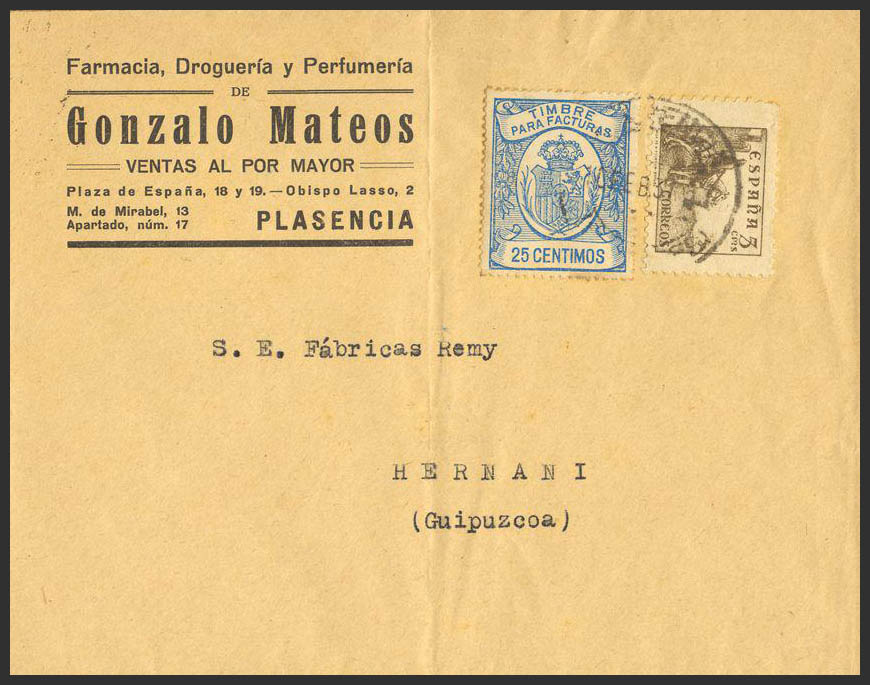 Farmacia, Droguería y Perfumería
DE
Gonzalo Mateos
VENTAS AL POR MAYOR
Plaza de España, 18 y 19.—Obispo Lasso, 2
M. de Mirabel, 13
Apartado, núm. 17
PLASENCIA
TIMBRE
PARA FACTURAS
25 CENTIMOS
ESPAÑA 5
CTS
CORREOS
S. E. Fábricas Remy
HERNANI
(Guipuzcoa)